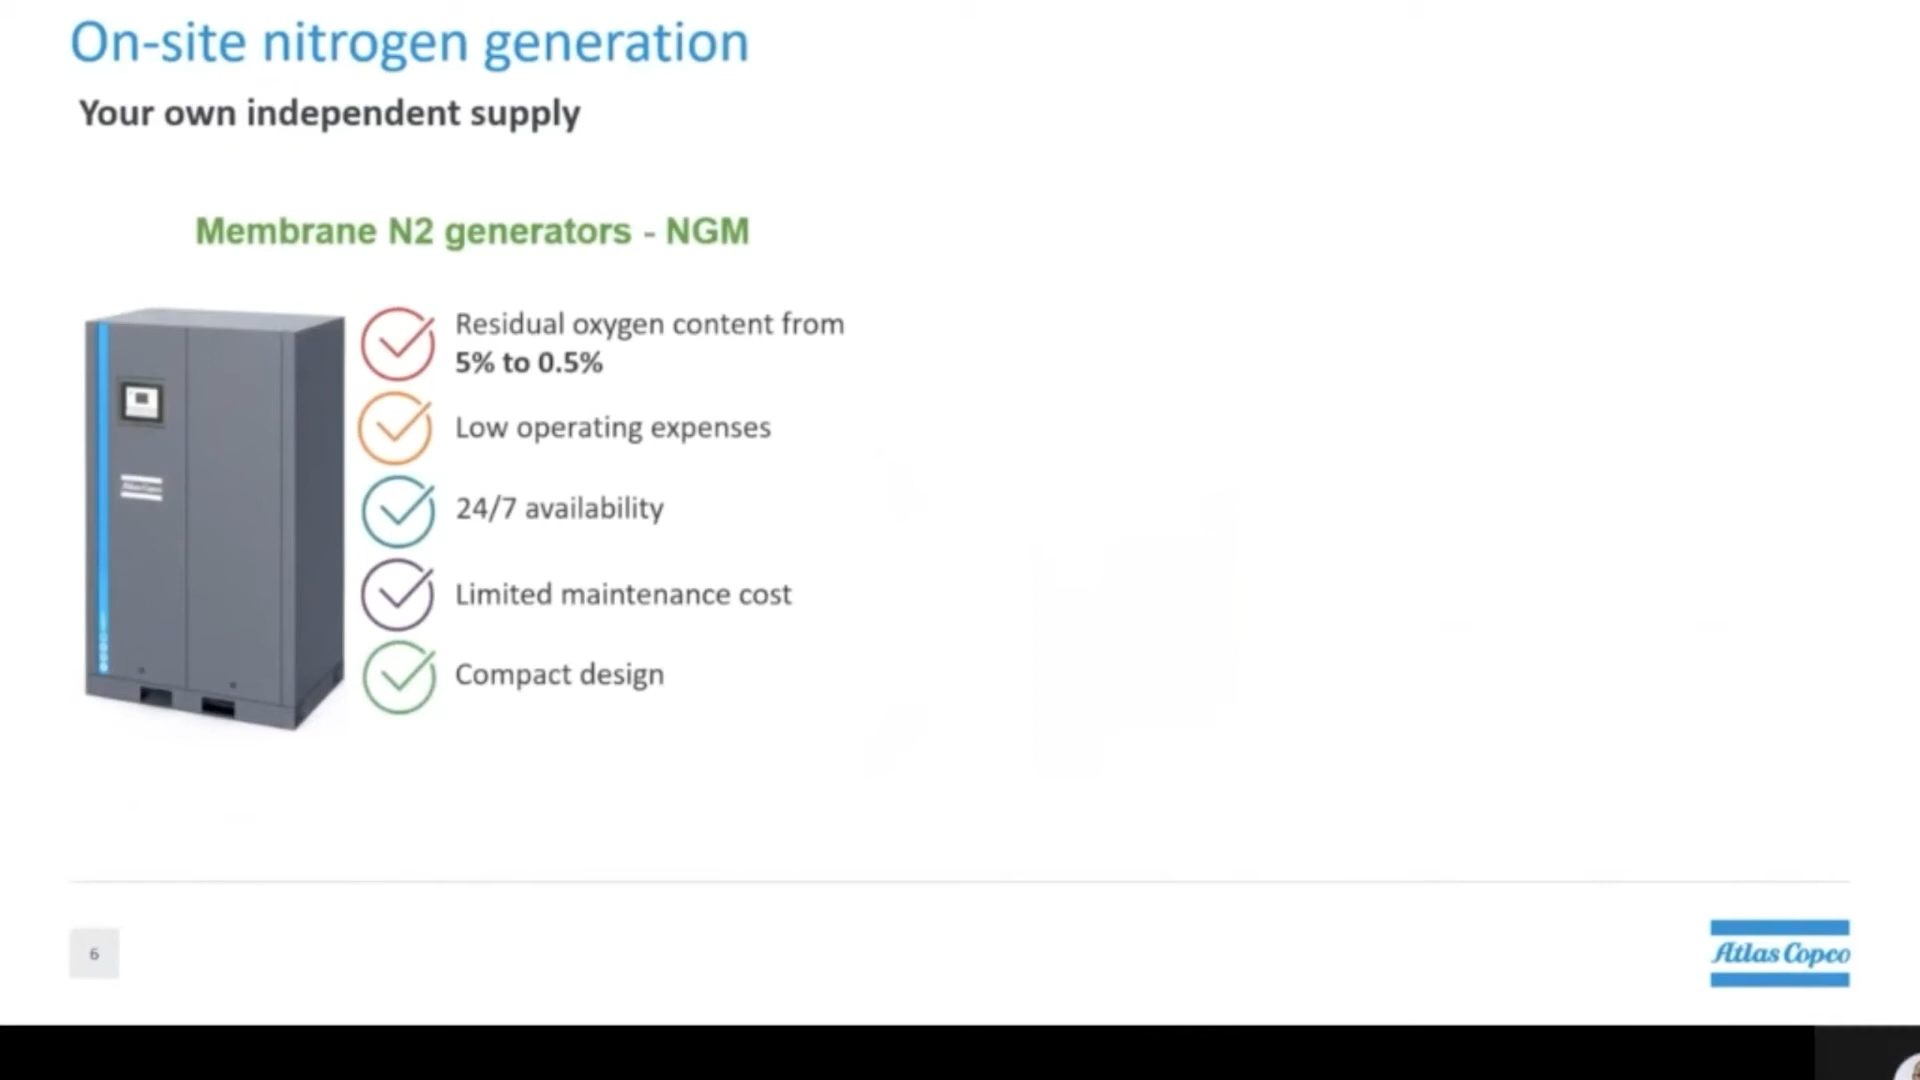 On-site nitrogen generation
Your own independent supply
Membrane N2 generators - NGM
Residual oxygen content from
5% to 0.5%
Low operating expenses
24/7 availability
Limited maintenance cost
Compact design
6
Atlas Copco